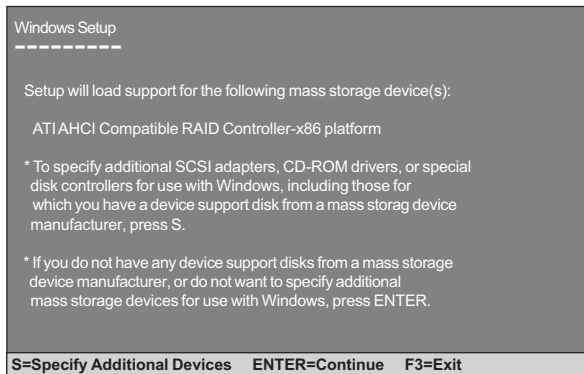 Windows Setup
Setup will load support for the following mass storage device(s):
ATI AHCI Compatible RAID Controller-x86 platform
* To specify additional SCSI adapters, CD-ROM drivers, or special
disk controllers for use with Windows, including those for
which you have a device support disk from a mass storag device
manufacturer, press S.
* If you do not have any device support disks from a mass storage
device manufacturer, or do not want to specify additional
mass storage devices for use with Windows, press ENTER.
S=Specify Additional Devices ENTER=Continue F3=Exit